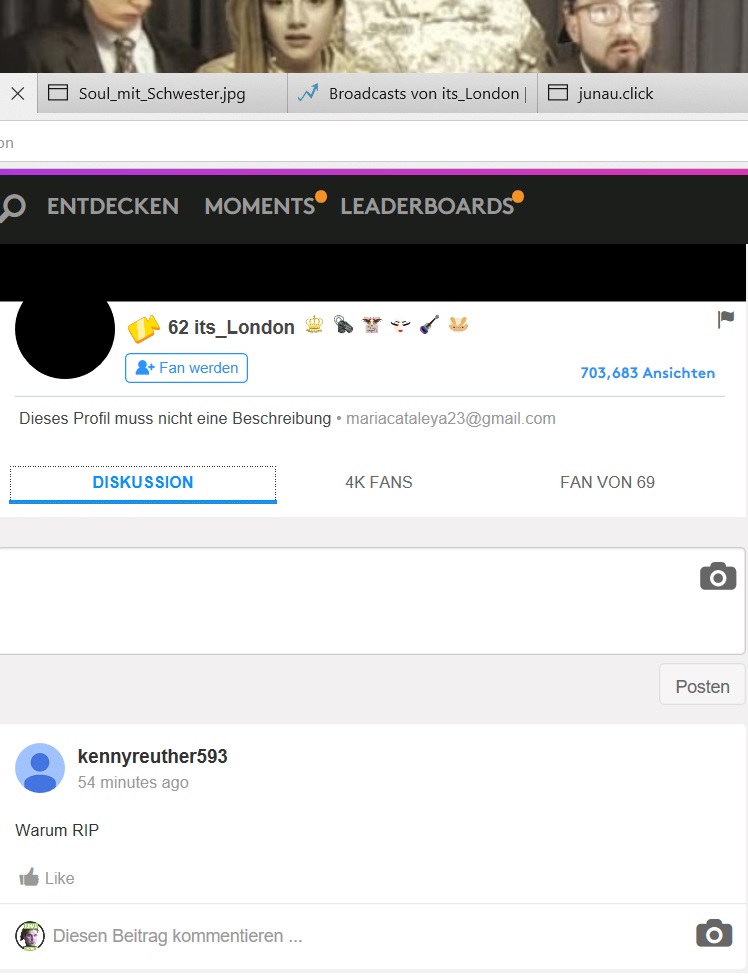 Soul_mit_Schwester.jpg
Broadcasts von its_London |
junau.click
on
ENTDECKEN MOMENTS LEADERBOARDS
62 its_London
Fan werden
703,683 Ansichten
Dieses Profil muss nicht eine Beschreibung • mariacataleya23@gmail.com
DISKUSSION 4K FANS FAN VON 69
Posten
kennyreuther593
54 minutes ago
Warum RIP
Like
Diesen Beitrag kommentieren ...